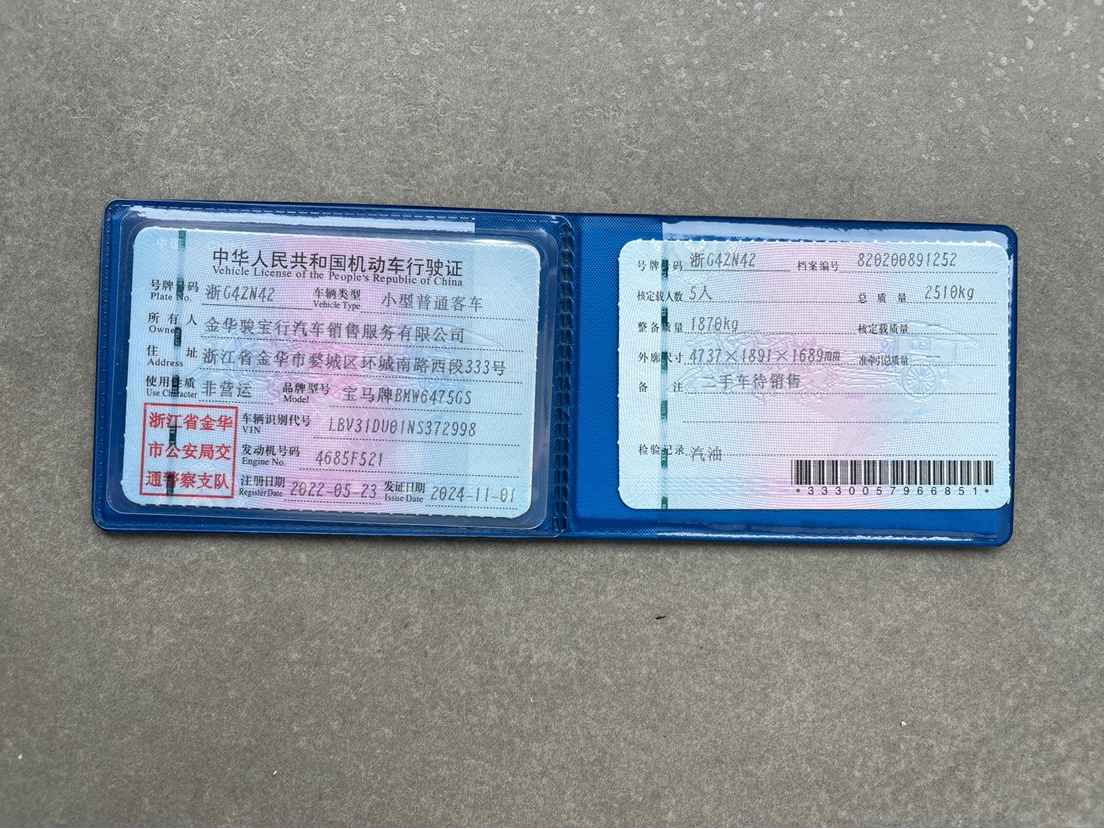 中华人民共和国机动车行驶证
Vehicle License of the People's Republic of China
号牌号码 Plate No. 浙G42N42 车辆类型 Vehicle Type 小型普通客车
所有人 Owner 金华骏宝行汽车销售服务有限公司
住址 Address 浙江省金华市婺城区环城南路西段333号
使用性质 Use Character 非营运 品牌型号 Model 宝马牌BMW6475GS
浙江省金华
市公安局交
通警察支队
车辆识别代号 VIN LBV31DU01NS372998
发动机号码 Engine No. 4685F521
注册日期 Register Date 2022-05-23 发证日期 Issue Date 2024-11-01
号牌号码 浙G42N42 档案编号 820200891252
核定载人数 5人 总质量 2510kg
整备质量 1870kg 核定载质量 --
外廓尺寸 4737×1891×1689mm 准牵引总质量 --
备注 二手车待销售
检验记录 汽油
*3330057966851*